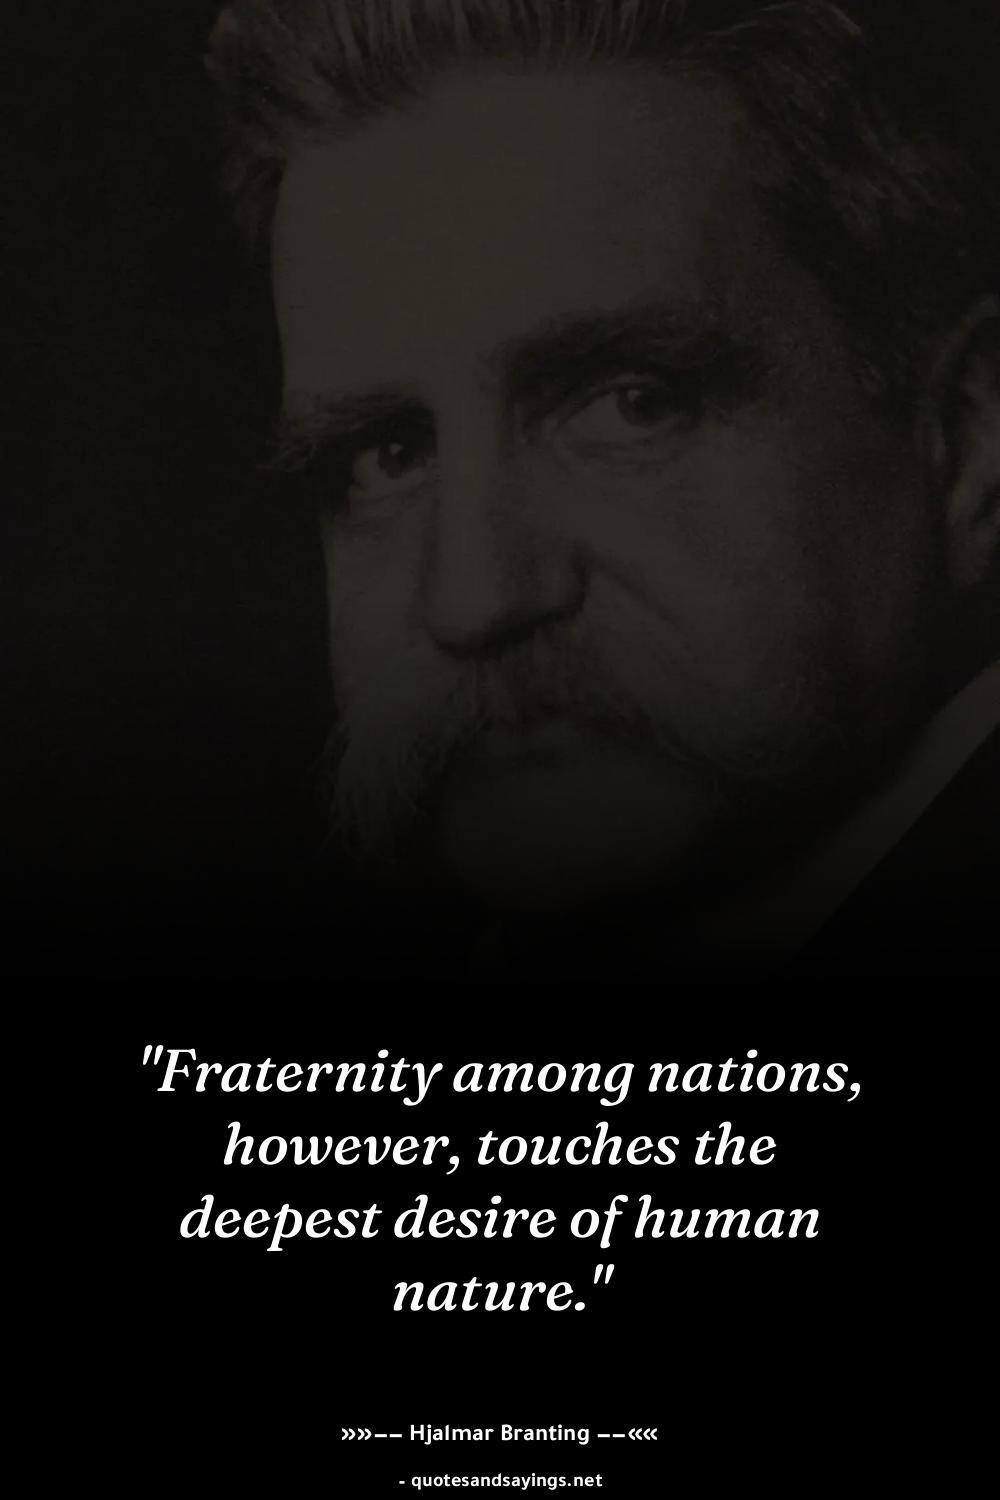 "Fraternity among nations,
however, touches the
deepest desire of human
nature."
»»−− Hjalmar Branting −−««
- quotesandsayings.net